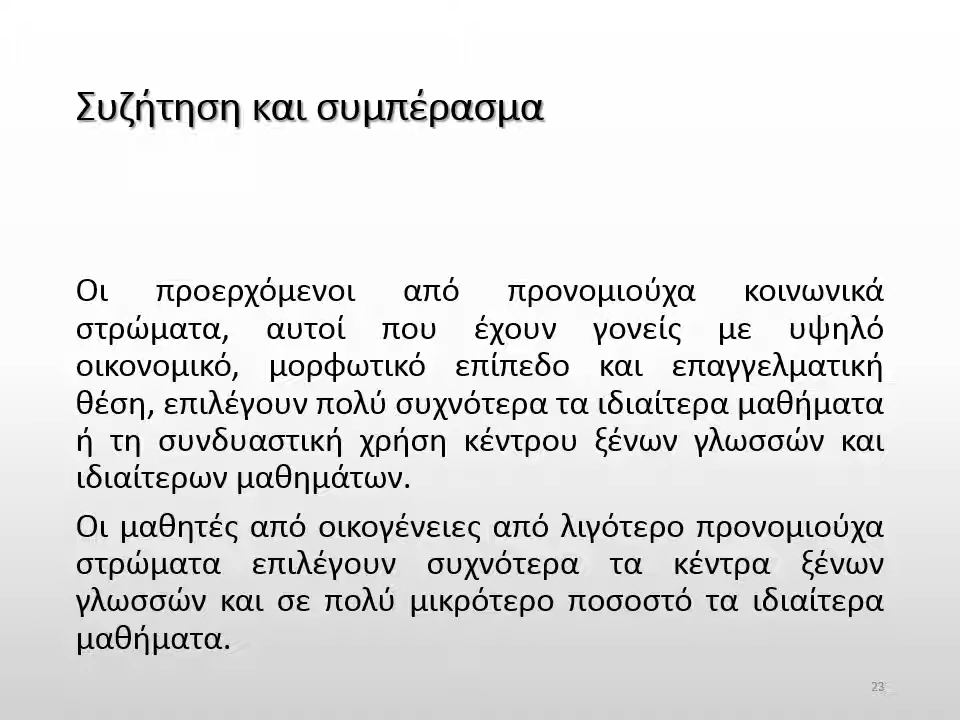 Συζήτηση και συμπέρασμα
Οι προερχόμενοι από προνομιούχα κοινωνικά
στρώματα, αυτοί που έχουν γονείς με υψηλό
οικονομικό, μορφωτικό επίπεδο και επαγγελματική
θέση, επιλέγουν πολύ συχνότερα τα ιδιαίτερα μαθήματα
ή τη συνδυαστική χρήση κέντρου ξένων γλωσσών και
ιδιαίτερων μαθημάτων.
Οι μαθητές από οικογένειες από λιγότερο προνομιούχα
στρώματα επιλέγουν συχνότερα τα κέντρα ξένων
γλωσσών και σε πολύ μικρότερο ποσοστό τα ιδιαίτερα
μαθήματα.
23